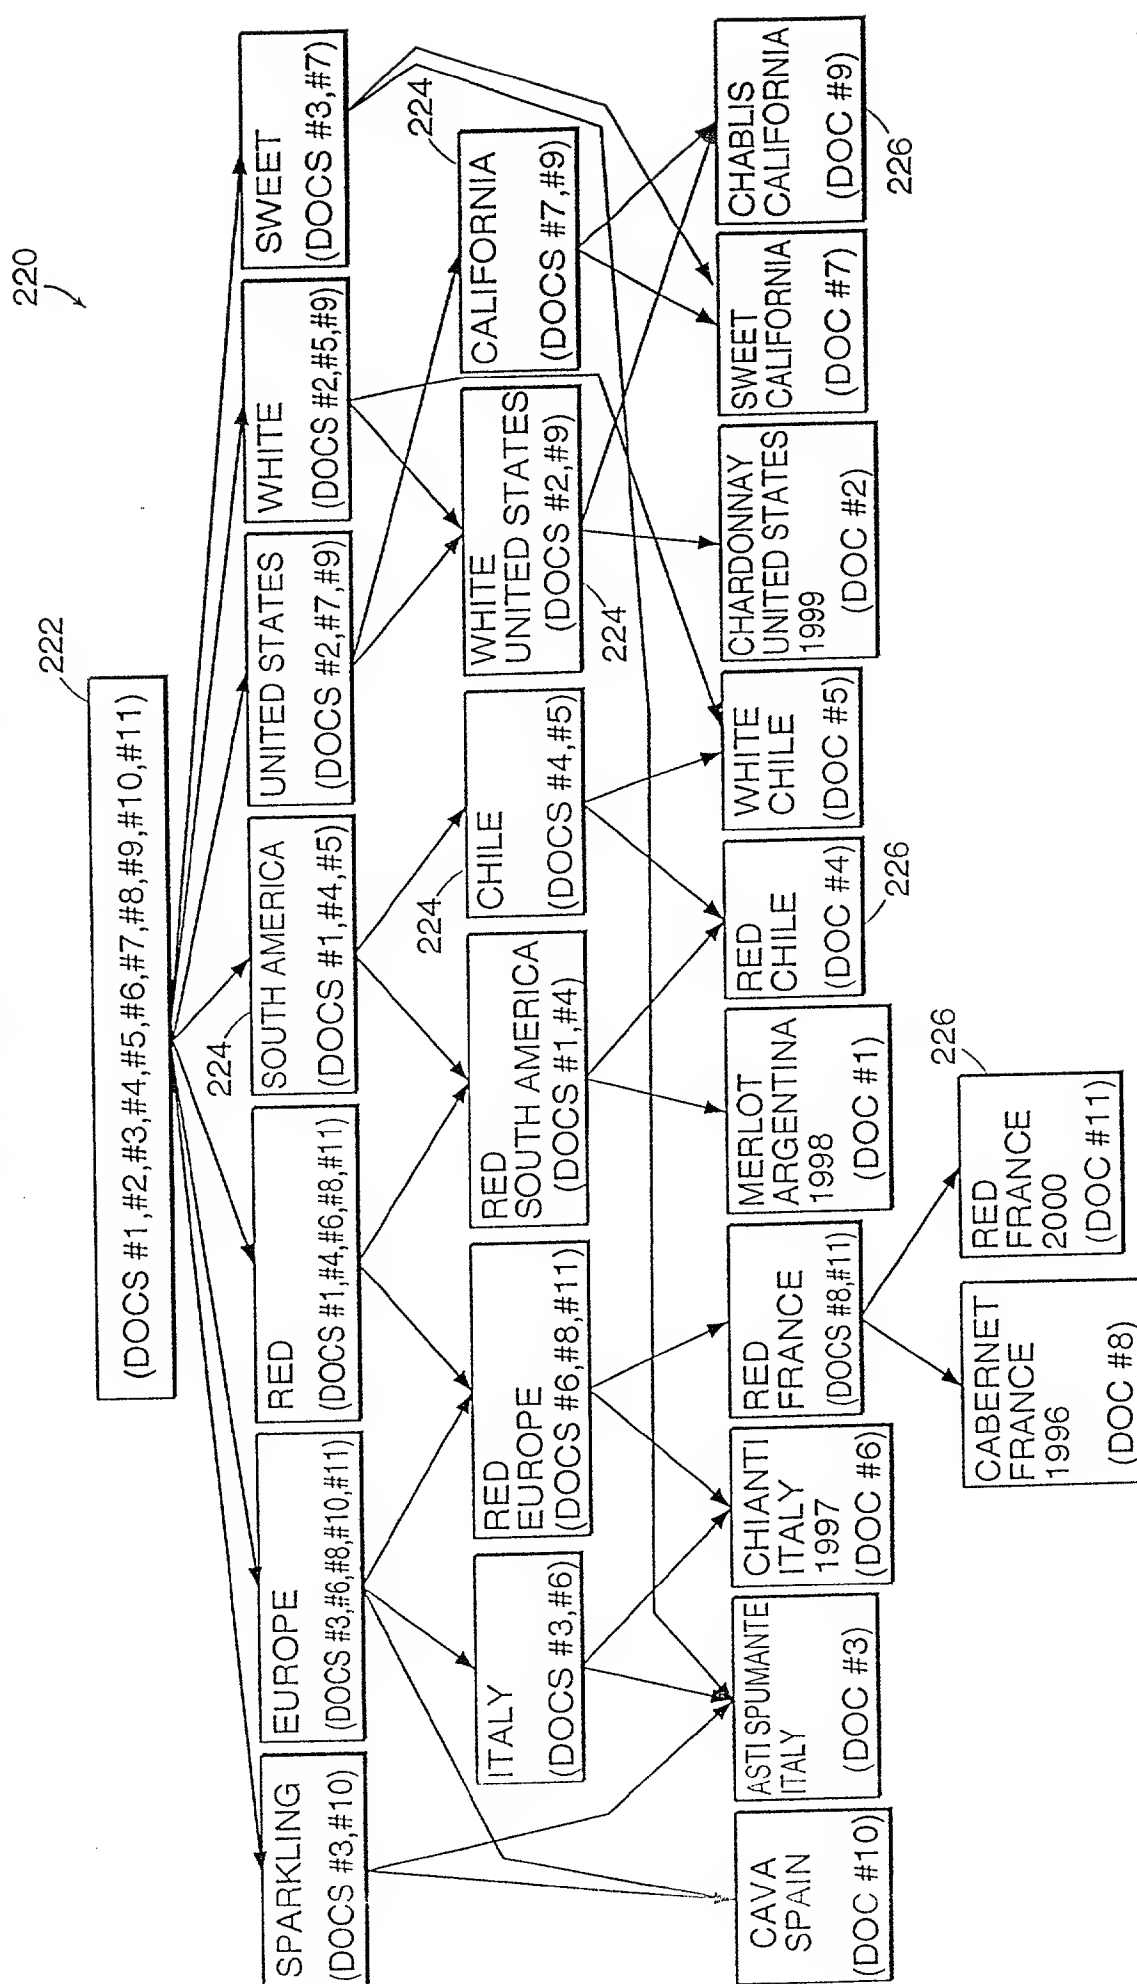 220
222
(DOCS #1,#2,#3,#4,#5,#6,#7,#8,#9,#10,#11)
SPARKLING
(DOCS #3,#10)
EUROPE
(DOCS #3,#6,#8,#10,#11)
RED
(DOCS #1,#4,#6,#8,#11)
224
SOUTH AMERICA
(DOCS #1,#4,#5)
UNITED STATES
(DOCS #2,#7,#9)
WHITE
(DOCS #2,#5,#9)
SWEET
(DOCS #3,#7)
ITALY
(DOCS #3,#6)
RED
EUROPE
(DOCS #6,#8,#11)
RED
SOUTH AMERICA
(DOCS #1,#4)
224
CHILE
(DOCS #4,#5)
WHITE
UNITED STATES
(DOCS #2,#9)
224
224
CALIFORNIA
(DOCS #7,#9)
CAVA
SPAIN
(DOC #10)
ASTI SPUMANTE
ITALY
(DOC #3)
CHIANTI
ITALY
1997
(DOC #6)
RED
FRANCE
(DOCS #8,#11)
MERLOT
ARGENTINA
1998
(DOC #1)
RED
CHILE
(DOC #4)
226
WHITE
CHILE
(DOC #5)
CHARDONNAY
UNITED STATES
1999
(DOC #2)
SWEET
CALIFORNIA
(DOC #7)
CHABLIS
CALIFORNIA
(DOC #9)
226
CABERNET
FRANCE
1996
(DOC #8)
226
RED
FRANCE
2000
(DOC #11)